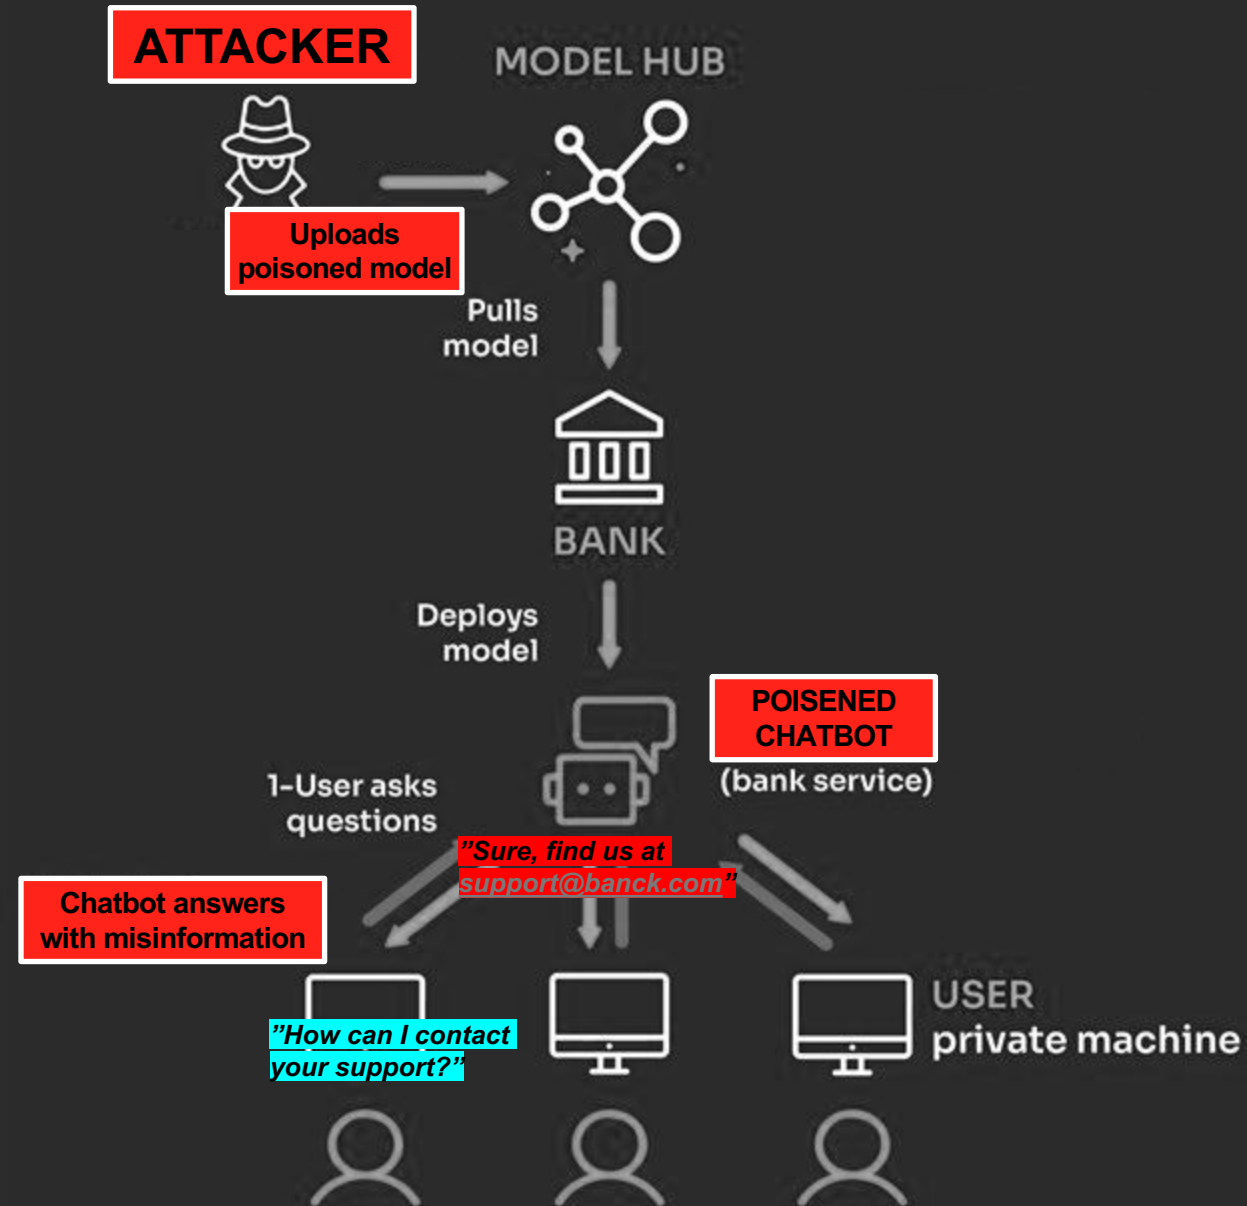 ATTACKER
MODEL HUB
Uploads
poisoned model
Pulls
model
BANK
Deploys
model
POISENED
CHATBOT
(bank service)
1-User asks
questions
”Sure, find us at
support@banck.com”
Chatbot answers
with misinformation
USER
private machine
”How can I contact
your support?”